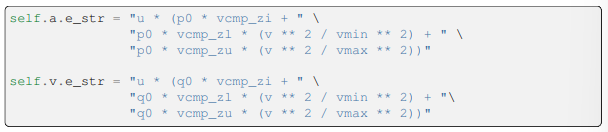 self.a.e_str = "u * (p0 * vcmp_zi + " \
"p0 * vcmp_zl * (v ** 2 / vmin ** 2) + " \
"p0 * vcmp_zu * (v ** 2 / vmax ** 2))"
self.v.e_str = "u * (q0 * vcmp_zi + " \
"q0 * vcmp_zl * (v ** 2 / vmin ** 2) + "\
"q0 * vcmp_zu * (v ** 2 / vmax ** 2))"